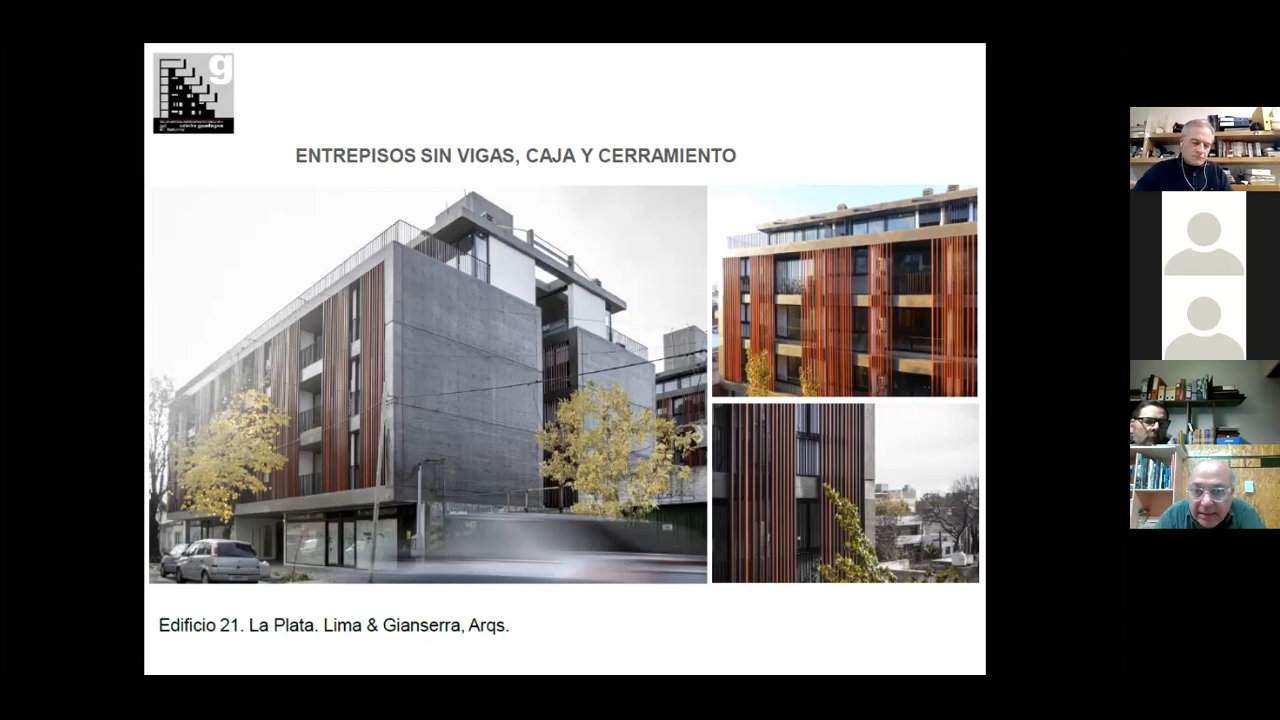 g
ENTREPISOS SIN VIGAS, CAJA Y CERRAMIENTO
Edificio 21. La Plata. Lima & Gianserra, Arqs.